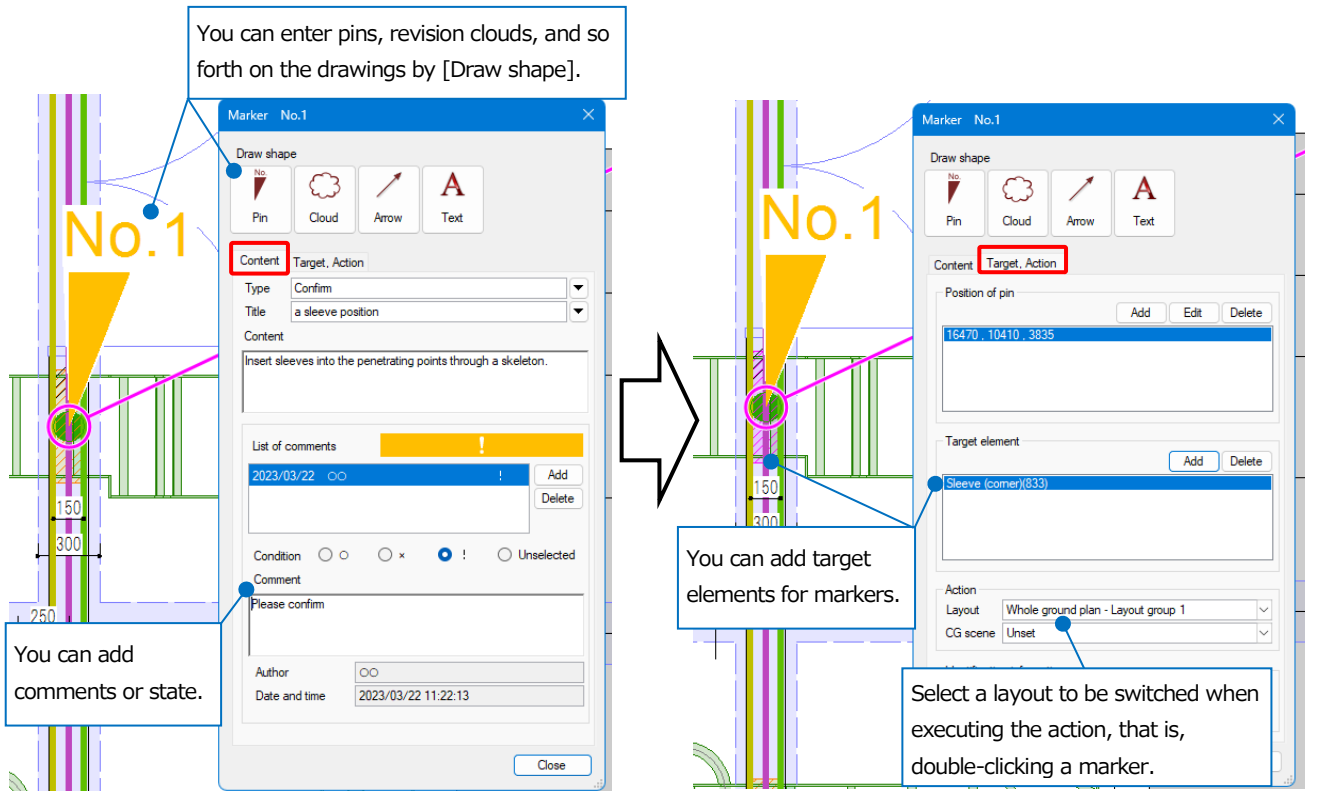 You can enter pins, revision clouds, and so
forth on the drawings by [Draw shape].
No.1
150
300
250
Marker No.1
Draw shape
No.
Pin
Cloud
A
Arrow
Text
Content
Target, Action
Type
Confirm
Title
a sleeve position
Content
Insert sleeves into the penetrating points through a skeleton.
List of comments
!
2023/03/22 ○○ !
Add
Delete
Condition ○ × ! Unselected
Comment
Please confirm
Author
○○
Date and time
2023/03/22 11:22:13
Close
You can add
comments or state.
No.1
150
300
Marker No.1
Draw shape
No.
Pin
Cloud
Arrow
A
Text
Content
Target, Action
Position of pin
Add
Edit
Delete
16470 , 10410 , 3835
Target element
Add
Delete
Sleeve (corner)(833)
Action
Layout
Whole ground plan - Layout group 1
CG scene
Unset
You can add target
elements for markers.
Select a layout to be switched when
executing the action, that is,
double-clicking a marker.